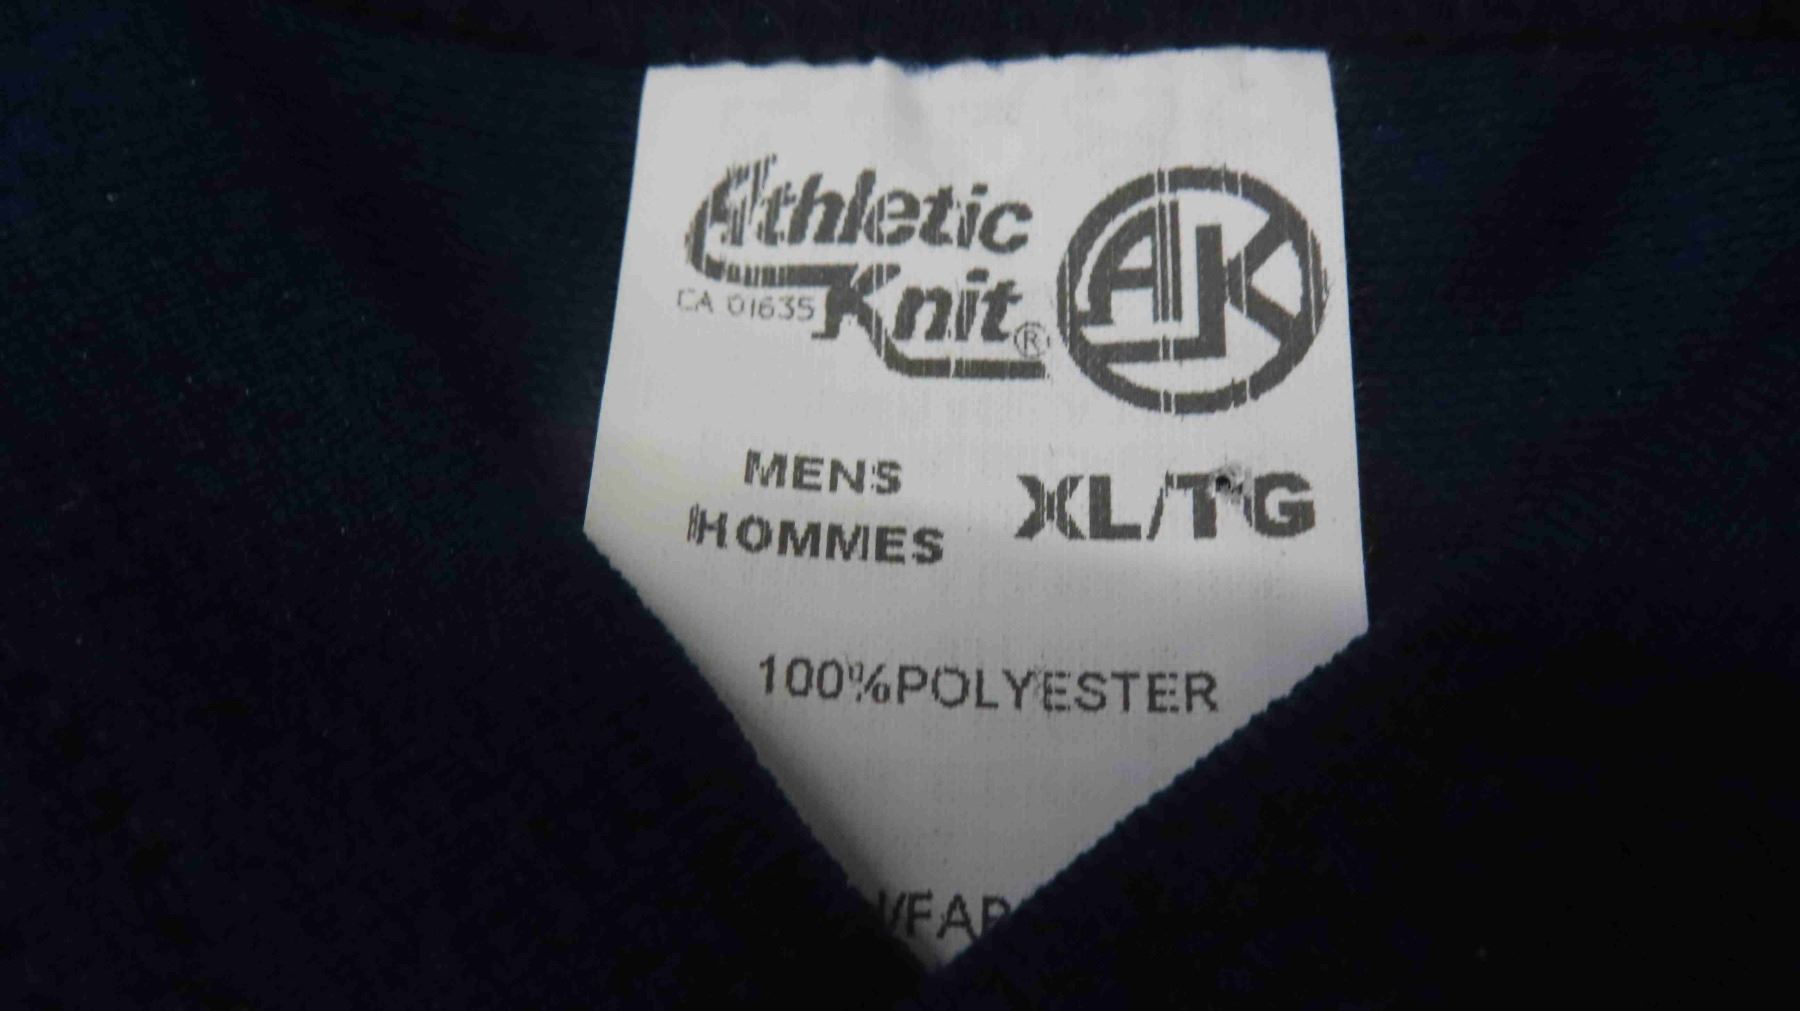 Athletic
Knit®
CA 01635
AK
MENS
HOMMES
XL/TG
100%POLYESTER